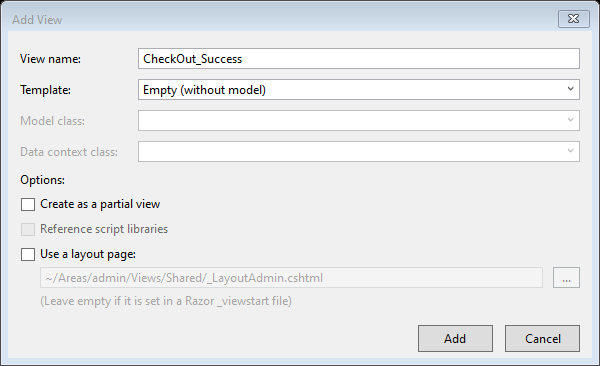 Add View
View name: CheckOut_Success
Template: Empty (without model)
Model class:
Data context class:
Options:
Create as a partial view
Reference script libraries
Use a layout page:
~/Areas/admin/Views/Shared/_LayoutAdmin.cshtml ...
(Leave empty if it is set in a Razor _viewstart file)
Add Cancel